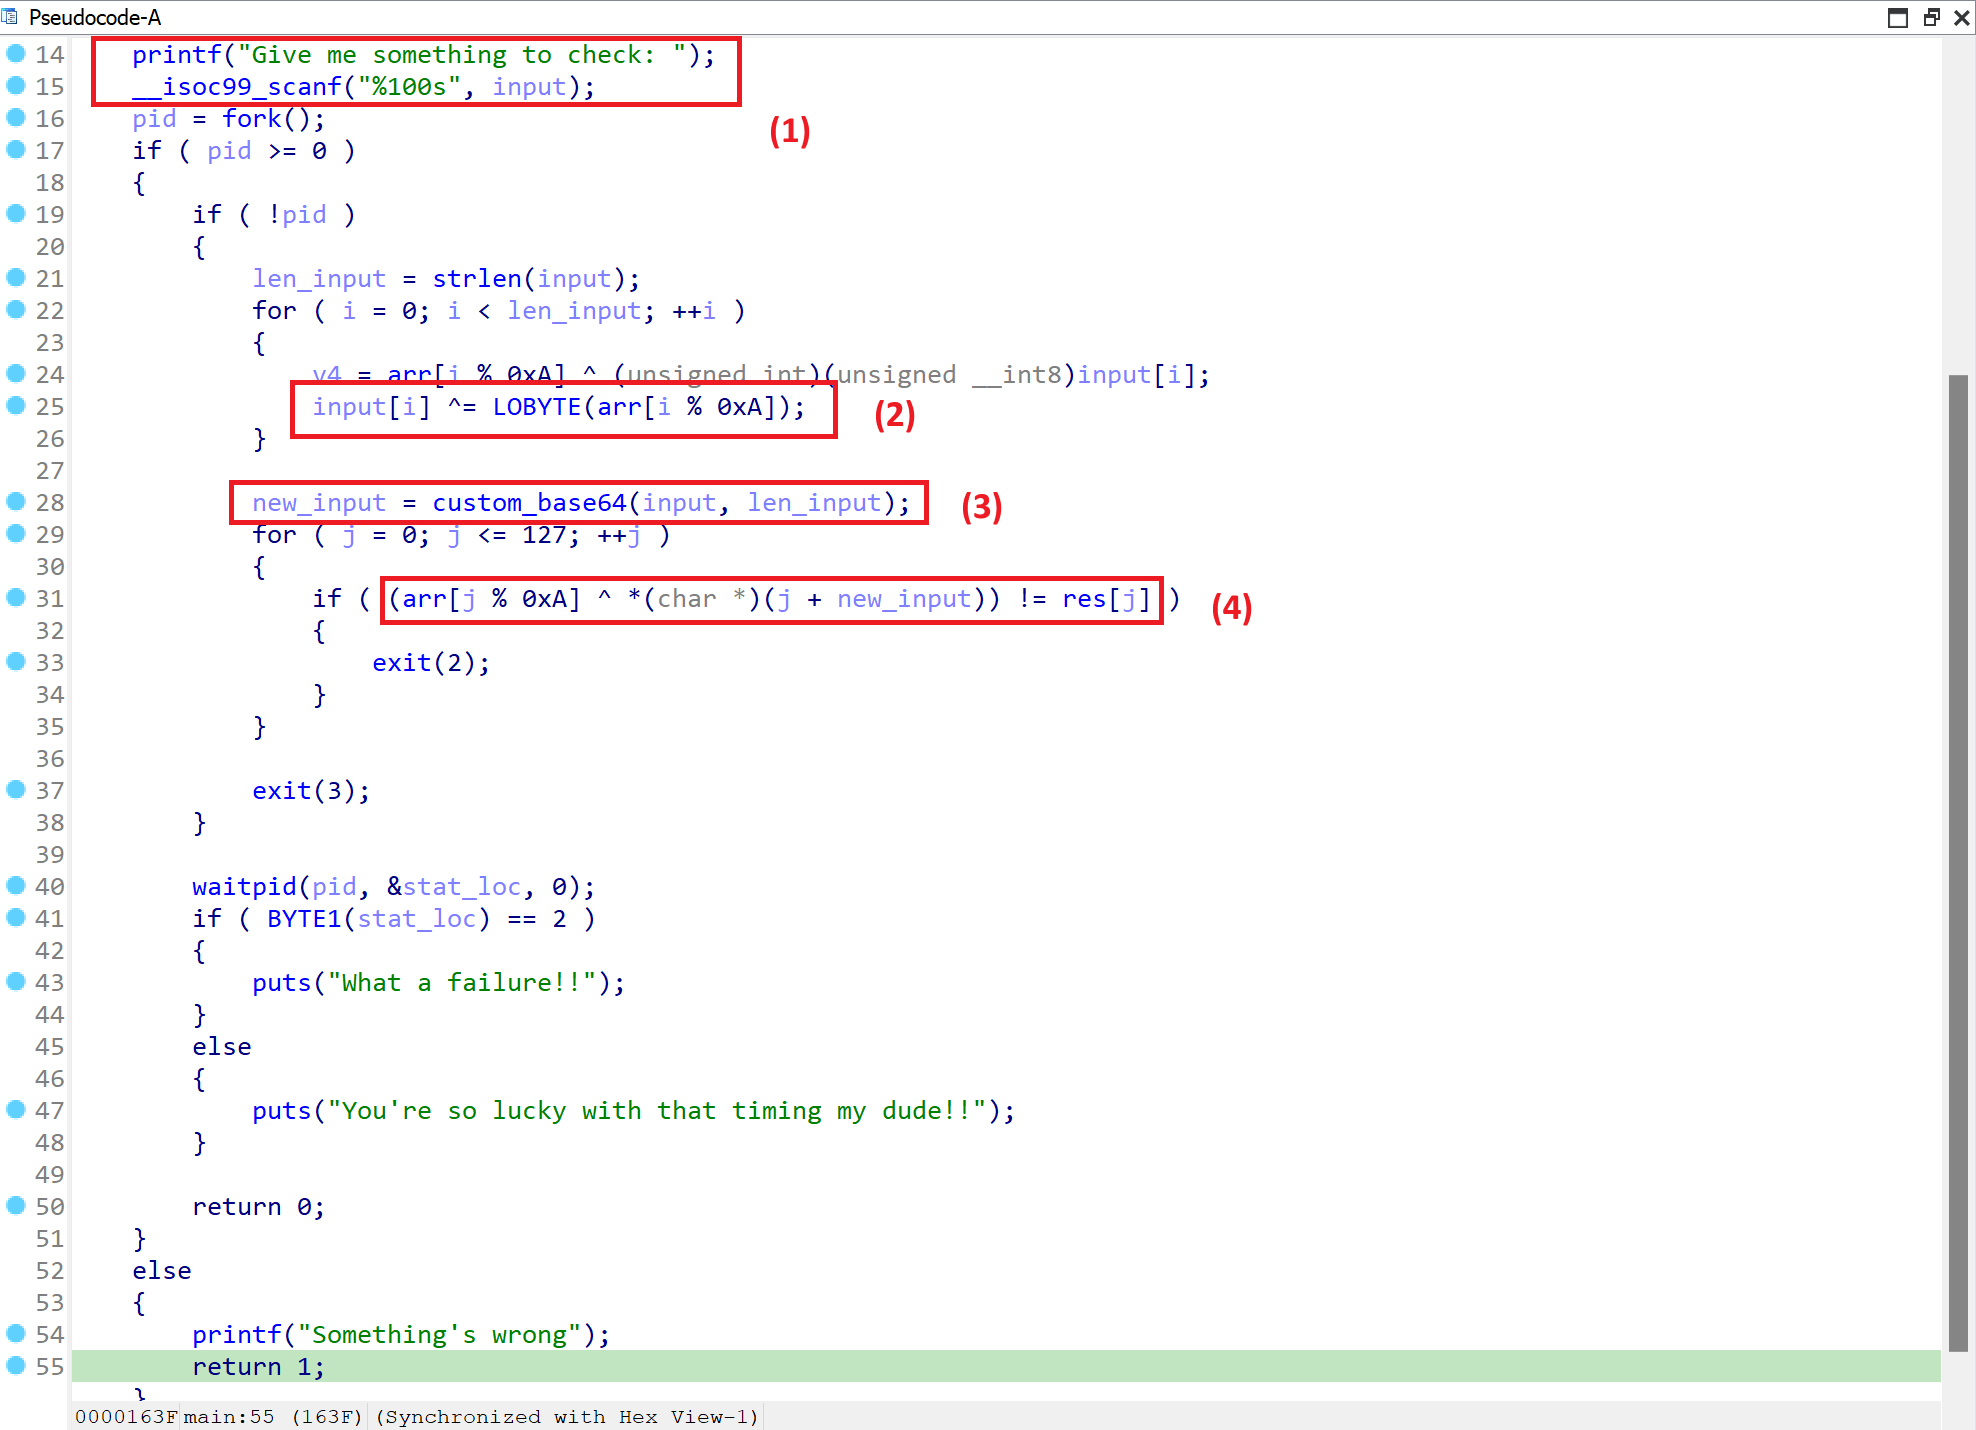 Pseudocode-A
14 printf("Give me something to check: ");
15 __isoc99_scanf("%100s", input);
16 pid = fork();
(1)
17 if ( pid >= 0 )
18 {
19 if ( !pid )
20 {
21 len_input = strlen(input);
22 for ( i = 0; i < len_input; ++i )
23 {
24 v4 = arr[i % 0xA] ^ (unsigned int)(unsigned __int8)input[i];
25 input[i] ^= LOBYTE(arr[i % 0xA]); (2)
26 }
27
28 new_input = custom_base64(input, len_input); (3)
29 for ( j = 0; j <= 127; ++j )
30 {
31 if ( (arr[j % 0xA] ^ *(char *)(j + new_input)) != res[j] ) (4)
32 {
33 exit(2);
34 }
35 }
36
37 exit(3);
38 }
39
40 waitpid(pid, &stat_loc, 0);
41 if ( BYTE1(stat_loc) == 2 )
42 {
43 puts("What a failure!!");
44 }
45 else
46 {
47 puts("You're so lucky with that timing my dude!!");
48 }
49
50 return 0;
51 }
52 else
53 {
54 printf("Something's wrong");
55 return 1;
}
0000163F main:55 (163F) (Synchronized with Hex View-1)